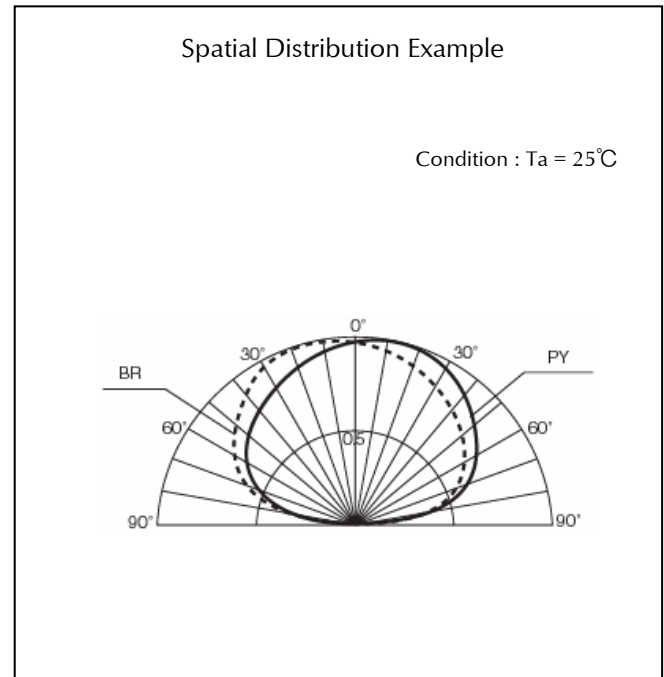 Spatial Distribution Example
Condition : Ta = 25℃
0°
30° 30°
BR PY
60° 60°
0.5
90° 90°